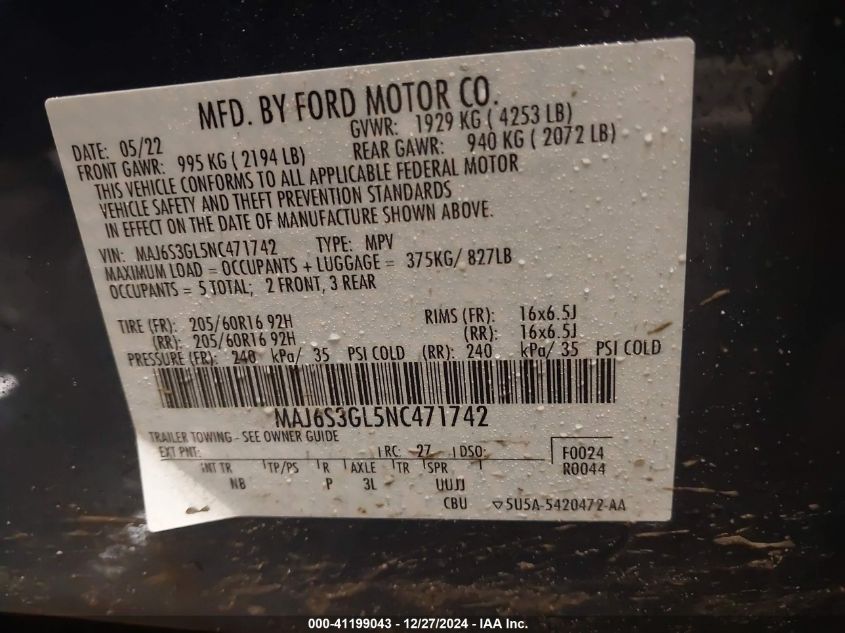 MFD. BY FORD MOTOR CO.
DATE: 05/22 GVWR: 1929 KG ( 4253 LB)
FRONT GAWR: 995 KG ( 2194 LB) REAR GAWR: 940 KG ( 2072 LB)
THIS VEHICLE CONFORMS TO ALL APPLICABLE FEDERAL MOTOR
VEHICLE SAFETY AND THEFT PREVENTION STANDARDS
IN EFFECT ON THE DATE OF MANUFACTURE SHOWN ABOVE.
VIN: MAJ6S3GL5NC471742 TYPE: MPV
MAXIMUM LOAD = OCCUPANTS + LUGGAGE = 375KG/ 827LB
OCCUPANTS = 5 TOTAL; 2 FRONT, 3 REAR
TIRE (FR): 205/60R16 92H RIMS (FR): 16x6.5J
(RR): 205/60R16 92H (RR): 16x6.5J
PRESSURE (FR): 240 kPa/ 35 PSI COLD (RR): 240 kPa/ 35 PSI COLD
MAJ6S3GL5NC471742
TRAILER TOWING - SEE OWNER GUIDE
EXT PNT: RC: 27 DSO: F0024
R0044
INT TR TP/PS R AXLE TR SPR
NB P 3L UUJJ
CBU 5U5A-5420472-AA
000-41199043 / 12/27/2024 / IAA Inc.